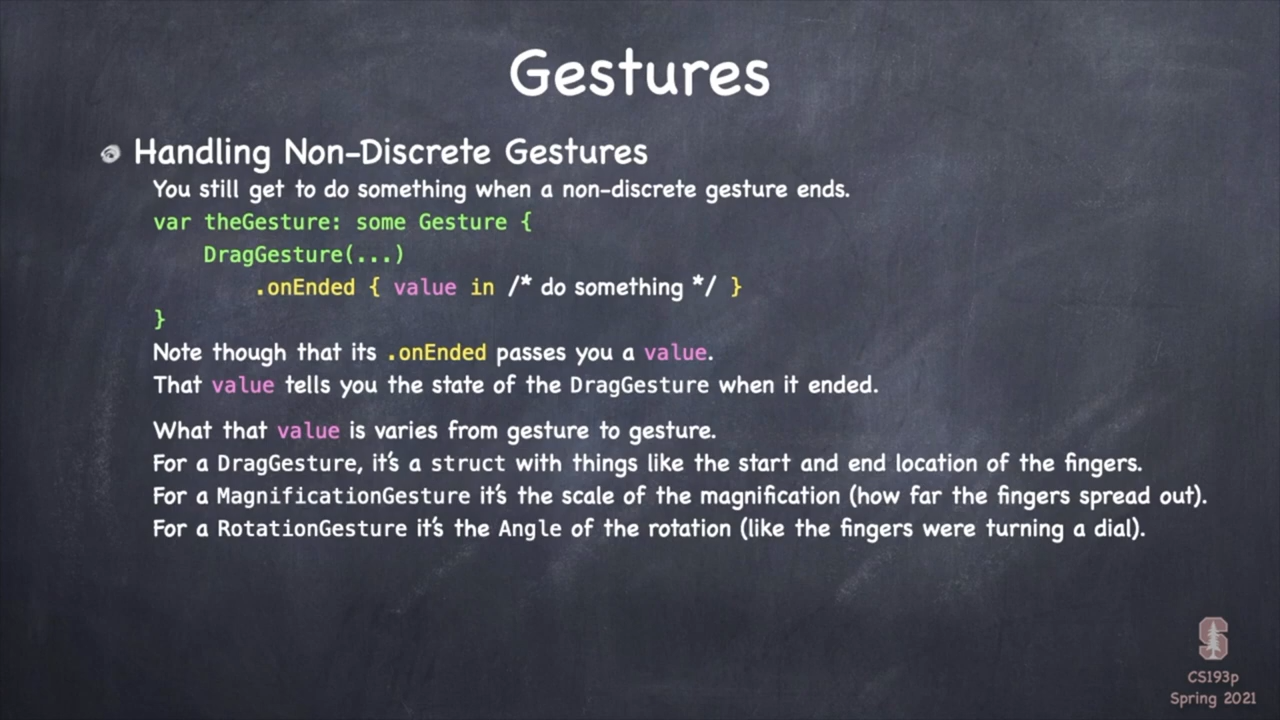 Gestures
Handling Non-Discrete Gestures
You still get to do something when a non-discrete gesture ends.
var theGesture: some Gesture {
DragGesture(...)
.onEnded { value in /* do something */ }
}
Note though that its .onEnded passes you a value.
That value tells you the state of the DragGesture when it ended.
What that value is varies from gesture to gesture.
For a DragGesture, it's a struct with things like the start and end location of the fingers.
For a MagnificationGesture it's the scale of the magnification (how far the fingers spread out).
For a RotationGesture it's the Angle of the rotation (like the fingers were turning a dial).
S
CS193p
Spring 2021